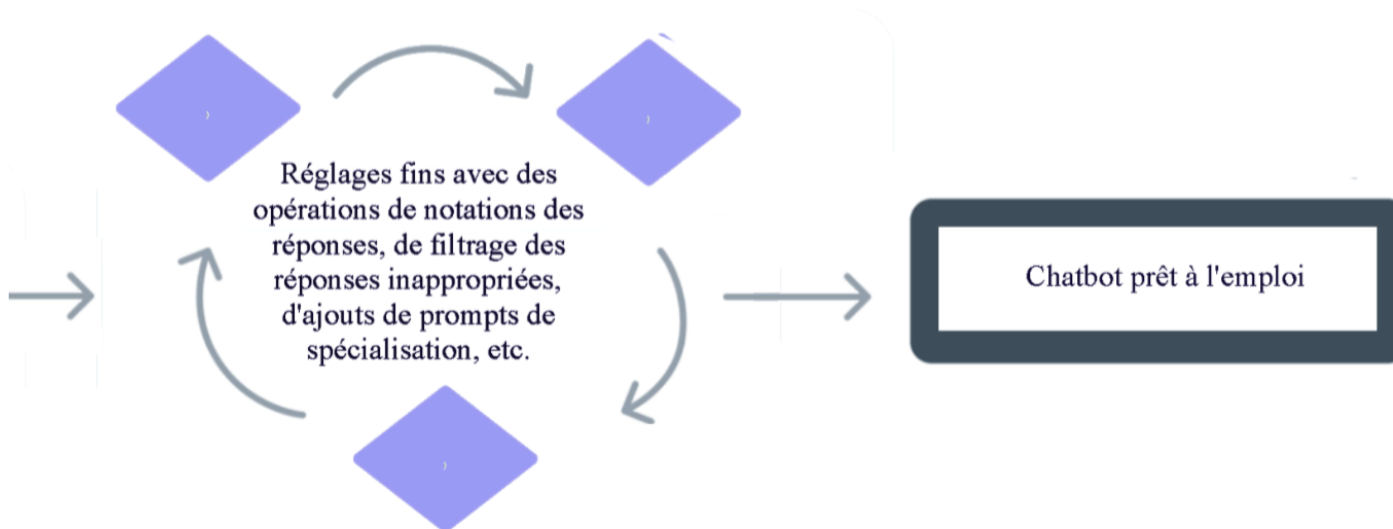 Réglages fins avec des
opérations de notations des
réponses, de filtrage des
réponses inappropriées,
d'ajouts de prompts de
spécialisation, etc.
Chatbot prêt à l'emploi